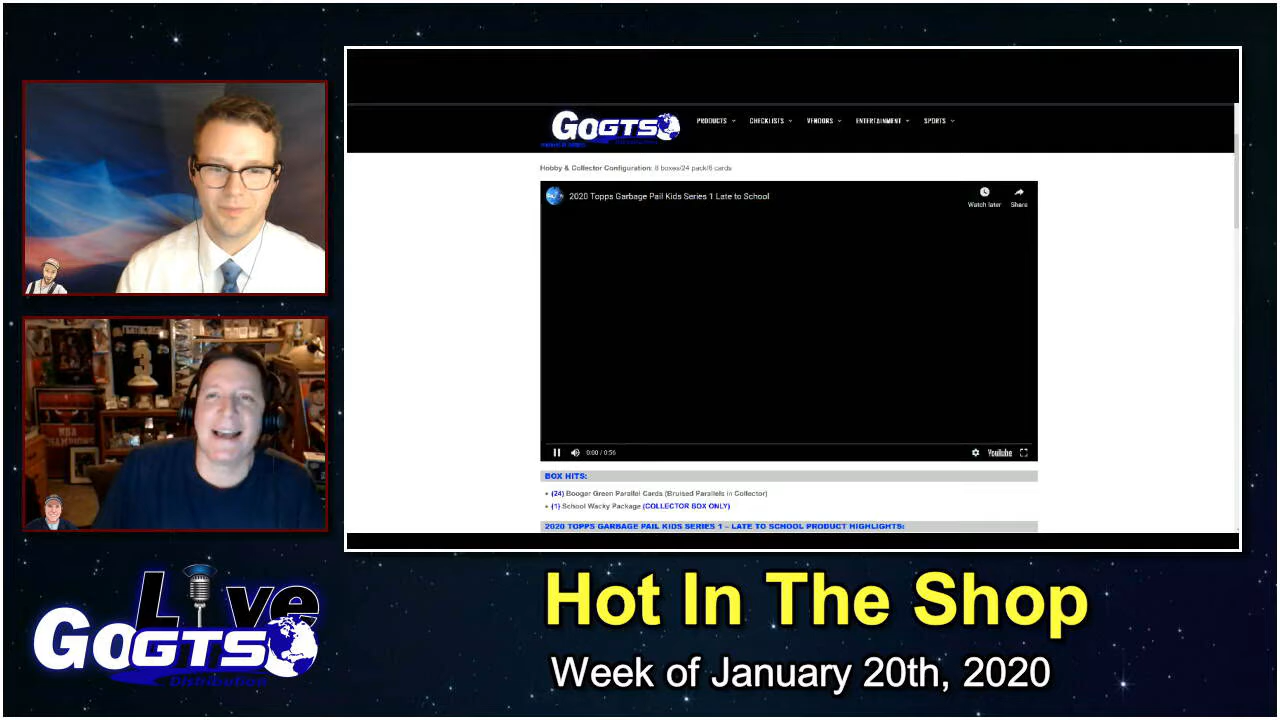 GOGTS
PRODUCTS
CHECKLISTS
VENDORS
ENTERTAINMENT
SPORTS
Hobby & Collector Configuration: 8 boxes/24 pack/8 cards
2020 Topps Garbage Pail Kids Series 1 Late to School
Watch later
Share
0:00 / 0:56
YouTube
BOX HITS:
(24) Booger Green Parallel Cards (Bruised Parallels in Collector)
(1) School Wacky Package (COLLECTOR BOX ONLY)
2020 TOPPS GARBAGE PAIL KIDS SERIES 1 – LATE TO SCHOOL PRODUCT HIGHLIGHTS:
3
NBA
CHAMPIONS
Live
GOGTS
Distribution
Hot In The Shop
Week of January 20th, 2020